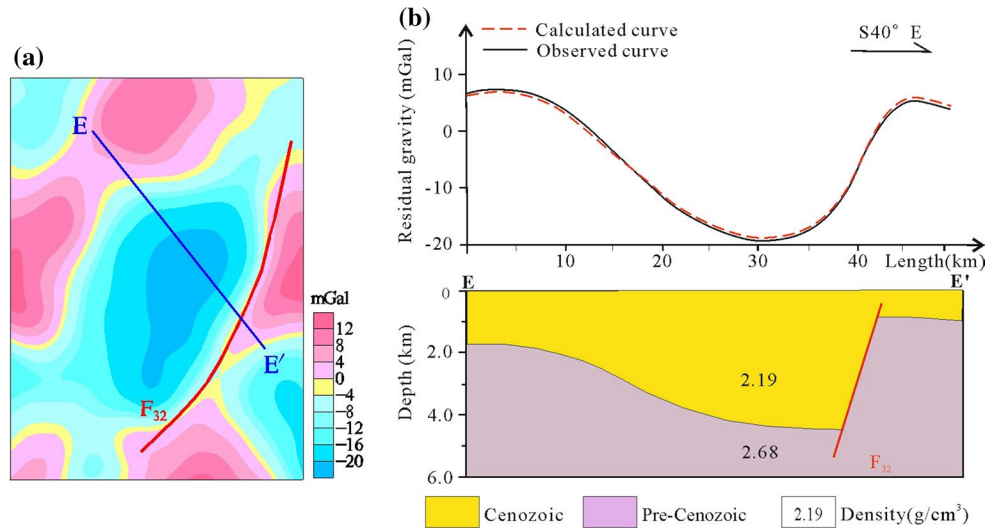 (a)
E
E′
F32
mGal
12
8
4
0
−4
−8
−12
−16
−20
(b)
Calculated curve
Observed curve
S40° E
Residual gravity (mGal)
10
0
-10
-20
10
20
30
40
Length(km)
E
E'
Depth (km)
0
2.0
4.0
6.0
2.19
2.68
F32
Cenozoic
Pre-Cenozoic
2.19
Density(g/cm³)